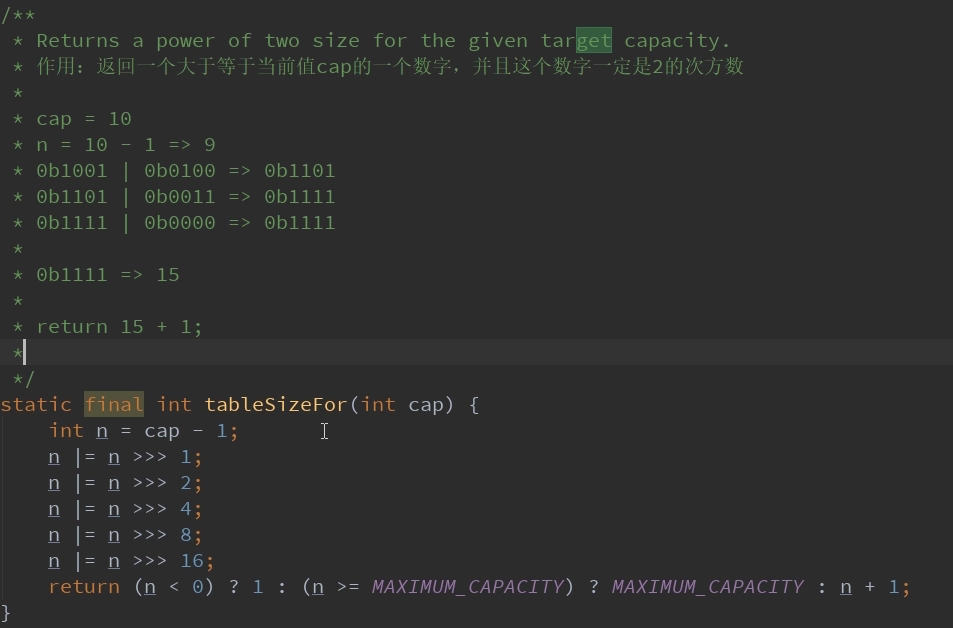 /**
* Returns a power of two size for the given target capacity.
* 作用：返回一个大于等于当前值cap的一个数字，并且这个数字一定是2的次方数
*
* cap = 10
* n = 10 - 1 => 9
* 0b1001 | 0b0100 => 0b1101
* 0b1101 | 0b0011 => 0b1111
* 0b1111 | 0b0000 => 0b1111
*
* 0b1111 => 15
*
* return 15 + 1;
*
*/
static final int tableSizeFor(int cap) {
int n = cap - 1;
n |= n >>> 1;
n |= n >>> 2;
n |= n >>> 4;
n |= n >>> 8;
n |= n >>> 16;
return (n < 0) ? 1 : (n >= MAXIMUM_CAPACITY) ? MAXIMUM_CAPACITY : n + 1;
}